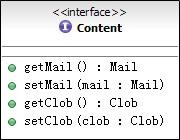 <<interface>>
Content
getMail() : Mail
setMail(mail : Mail)
getClob() : Clob
setClob(clob : Clob)